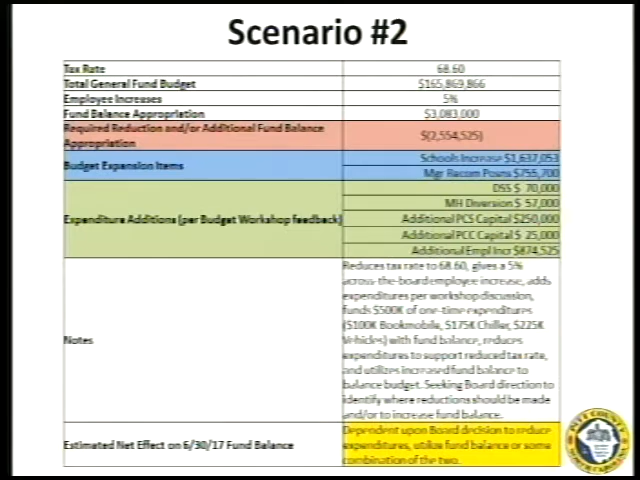 Scenario #2
Tax Rate 68.60
Total General Fund Budget $165,869,866
Employee Increases 5%
Fund Balance Appropriation $3,083,000
Required Reduction and/or Additional Fund Balance
Appropriation $(2,554,525)
Budget Expansion Items Schools Increase $1,637,053
Mgr Recom Posns $755,700
Expenditure Additions (per Budget Workshop feedback) DSS $ 70,000
MH Diversion $ 57,000
Additional PCS Capital $250,000
Additional PCC Capital $ 25,000
Additional Empl Incr $874,525
Notes Reduces tax rate to 68.60, gives a 5%
across-the-board employee increase, adds
expenditures per workshop discussion,
funds $500K of one-time expenditures
($100K Bookmobile, $175K Chiller, $225K
Vehicles) with fund balance, reduces
expenditures to support reduced tax rate,
and utilizes increased fund balance to
balance budget. Seeking Board direction to
identify where reductions should be made
and/or to increase fund balance.
Estimated Net Effect on 6/30/17 Fund Balance Dependent upon Board decision to reduce
expenditures, utilize fund balance or some
combination of the two.
PITT COUNTY
NORTH CAROLINA